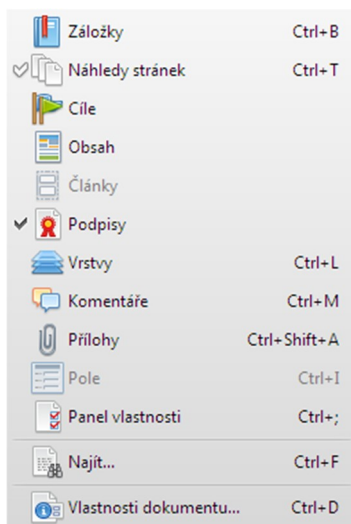 Záložky Ctrl+B
Náhledy stránek Ctrl+T
Cíle
Obsah
Články
Podpisy
Vrstvy Ctrl+L
Komentáře Ctrl+M
Přílohy Ctrl+Shift+A
Pole Ctrl+I
Panel vlastnosti Ctrl+;
Najít... Ctrl+F
Vlastnosti dokumentu... Ctrl+D